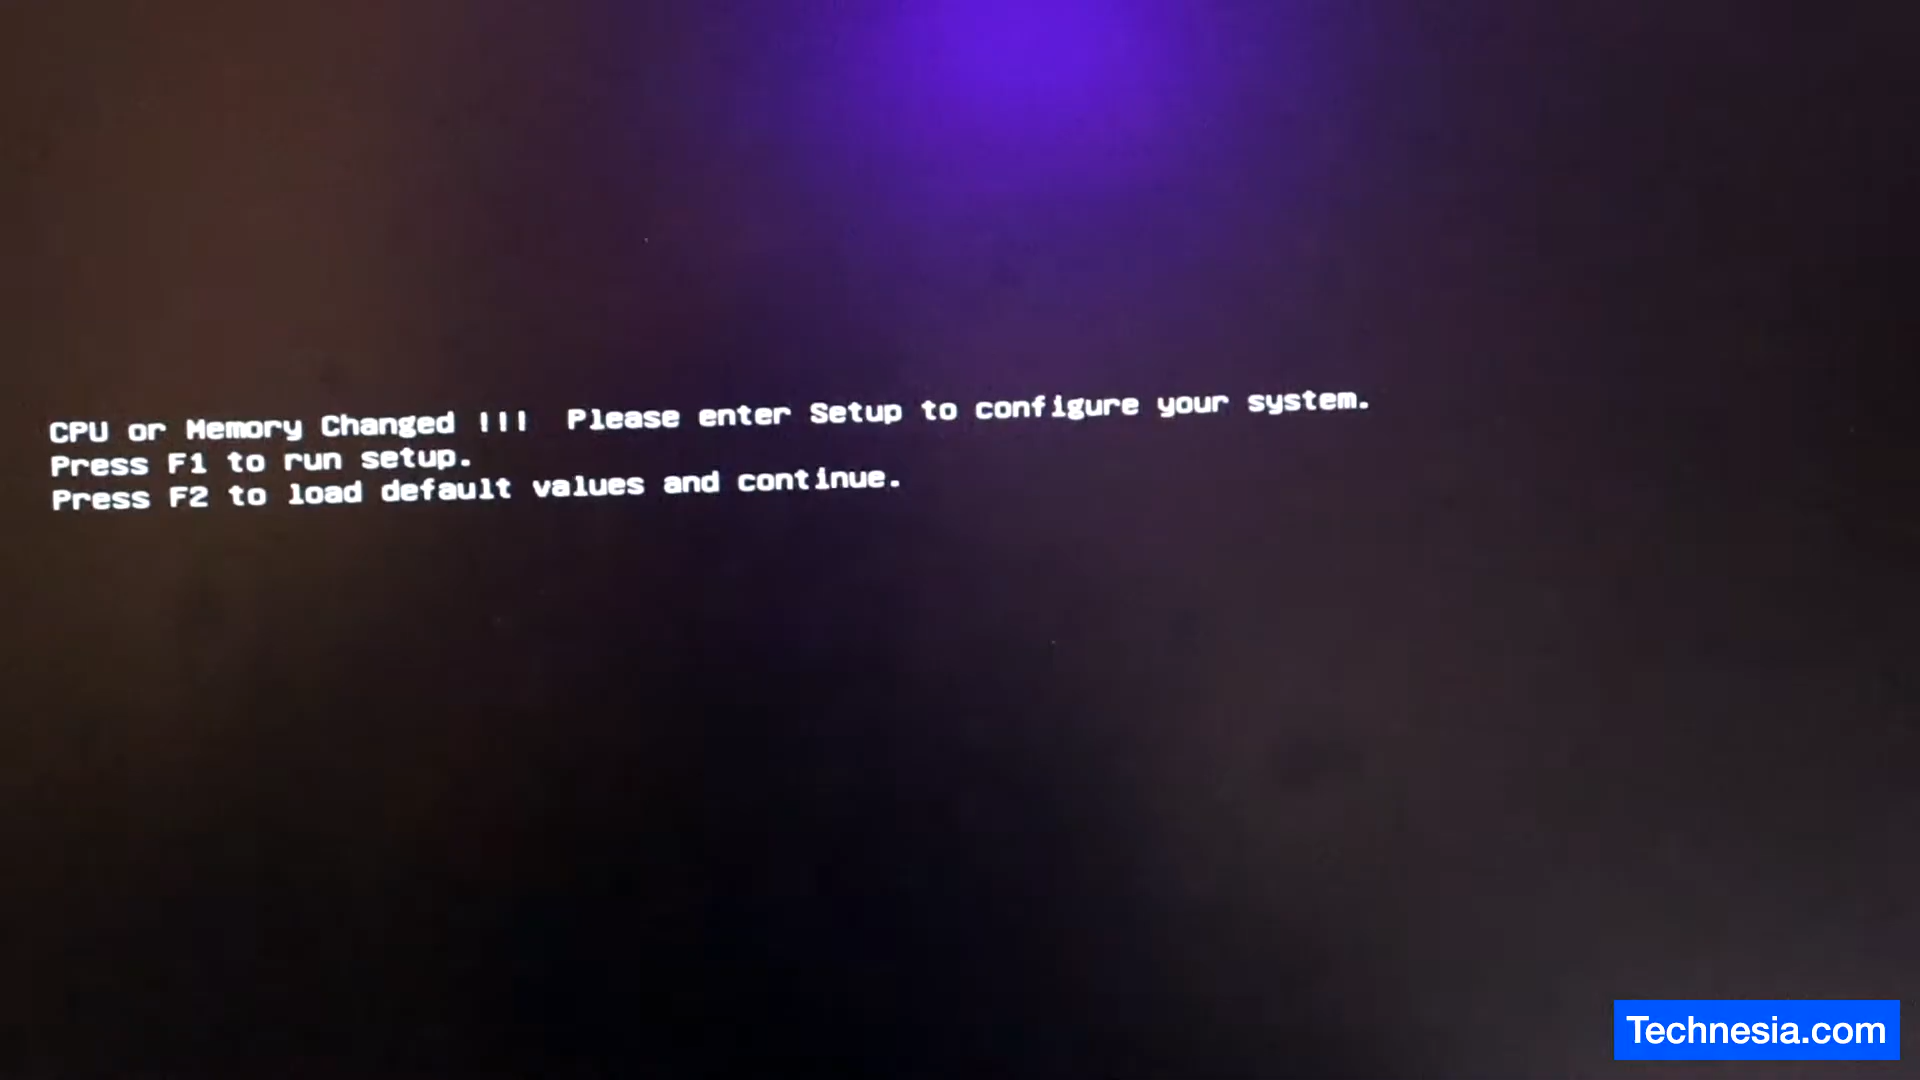 CPU or Memory Changed !!!  Please enter Setup to configure your system.
Press F1 to run setup.
Press F2 to load default values and continue.
Technesia.com